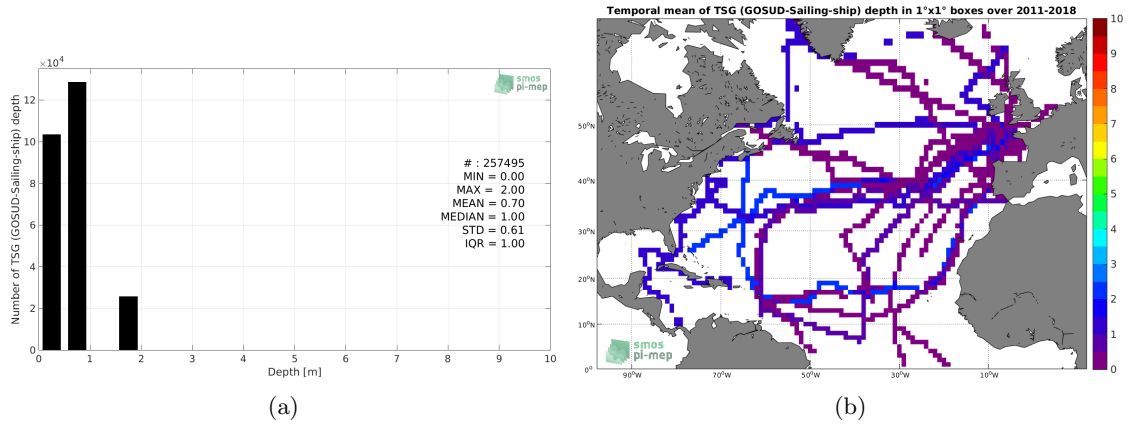 ×10⁴
12
10
8
6
4
2
0
Number of TSG (GOSUD-Sailing-ship) depth
smos
pi-mep
# : 257495
MIN = 0.00
MAX = 2.00
MEAN = 0.70
MEDIAN = 1.00
STD = 0.61
IQR = 1.00
0 1 2 3 4 5 6 7 8 9 10
Depth [m]
(a)
Temporal mean of TSG (GOSUD-Sailing-ship) depth in 1°x1° boxes over 2011-2018
50°N
40°N
30°N
20°N
10°N
0°
90°W 70°W 50°W 30°W 10°W
smos
pi-mep
10
9
8
7
6
5
4
3
2
1
0
(b)